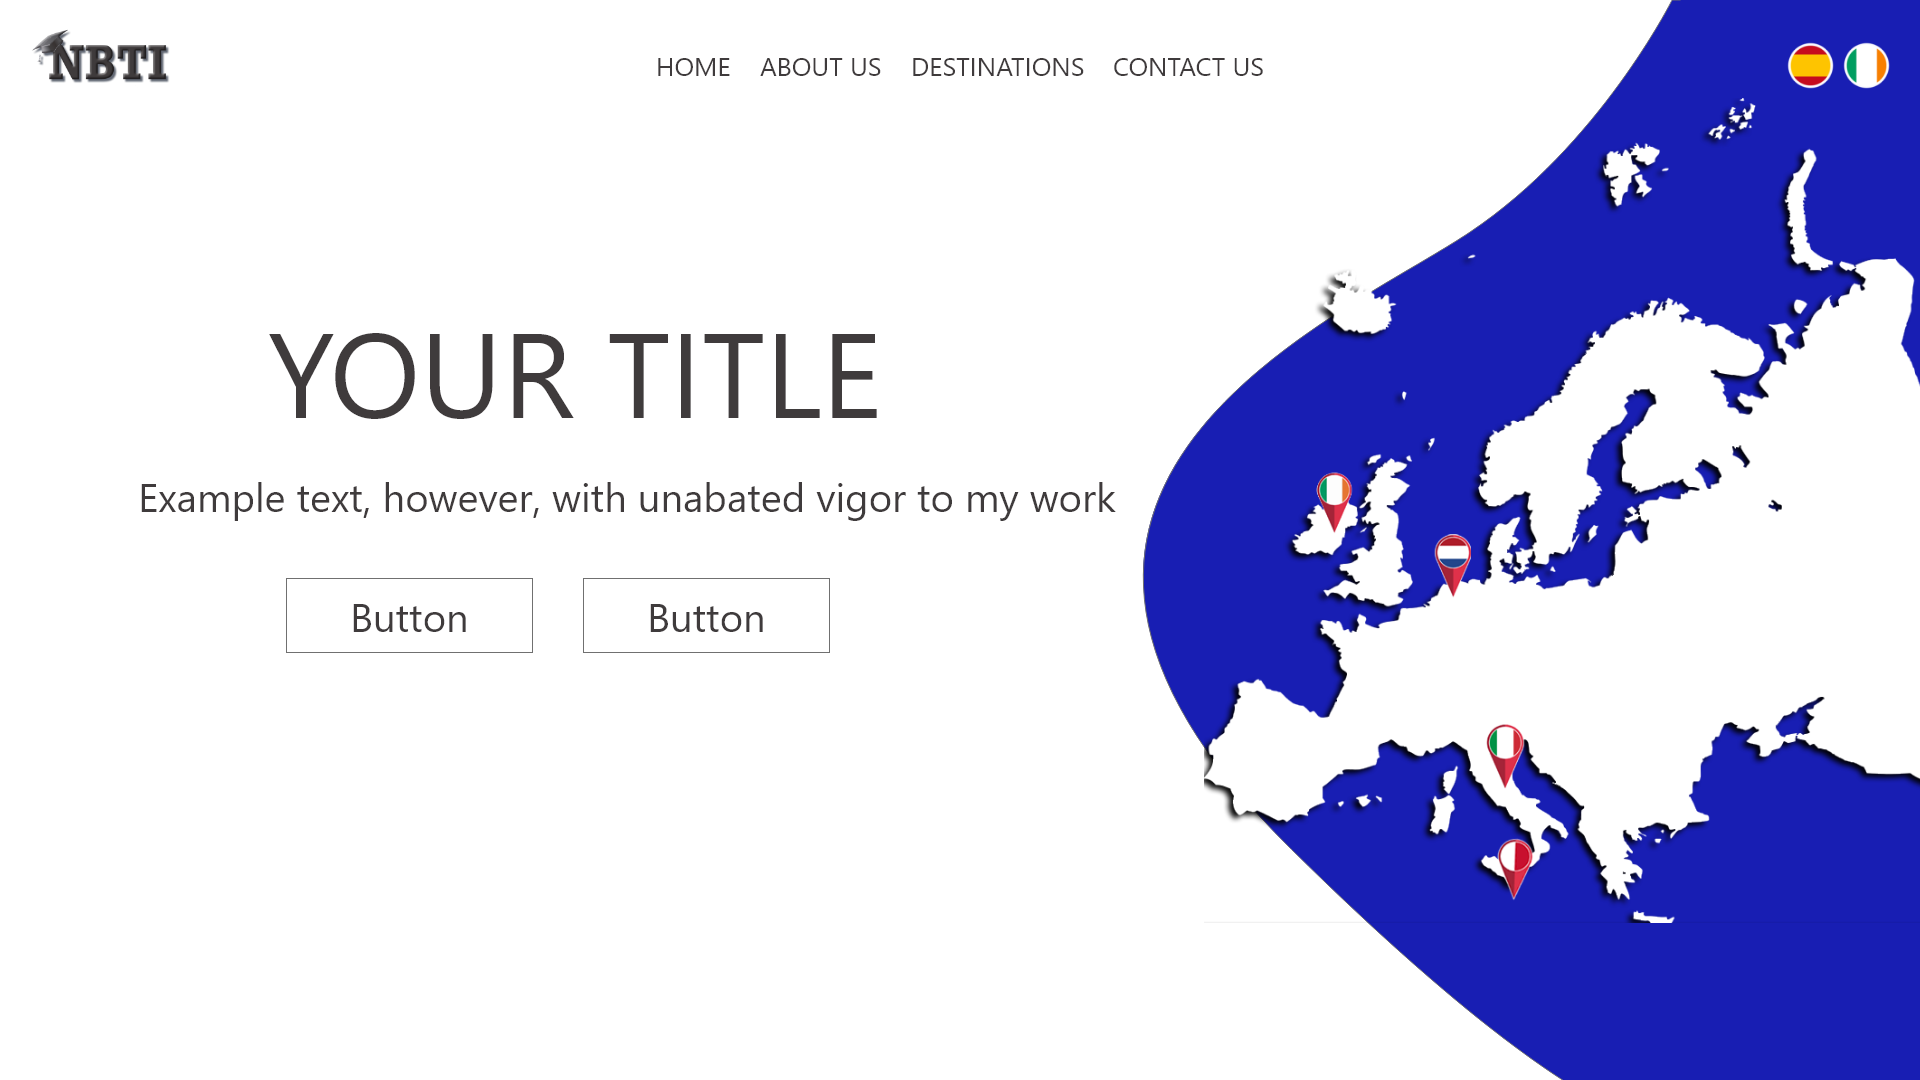 NBTI
HOME ABOUT US DESTINATIONS CONTACT US
YOUR TITLE
Example text, however, with unabated vigor to my work
Button Button